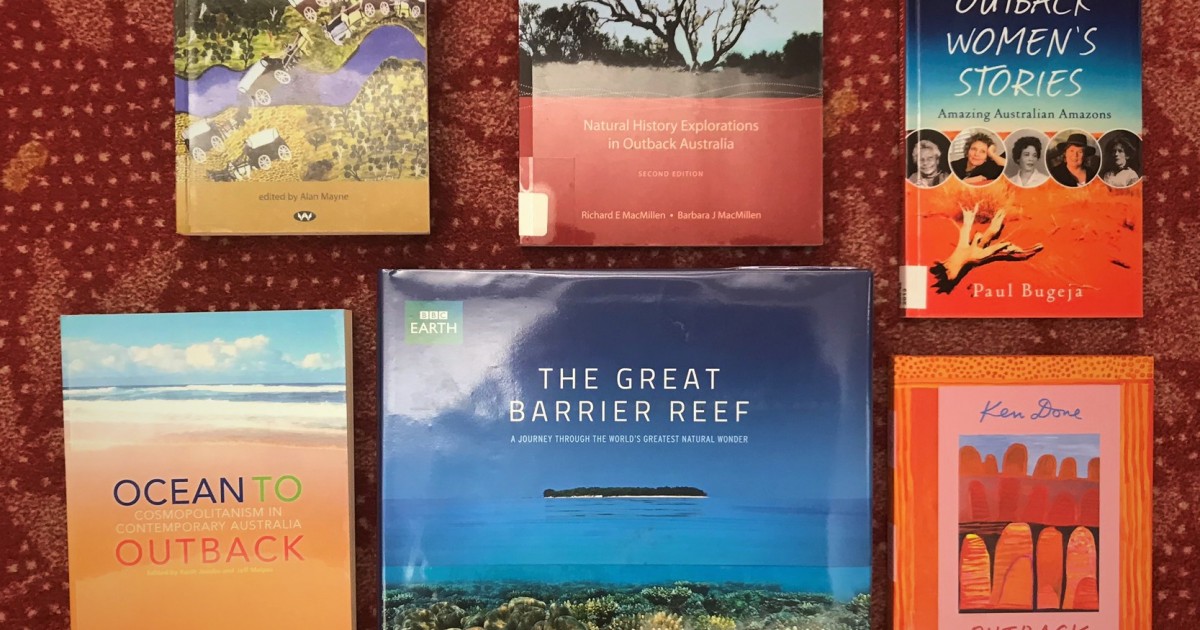 edited by Alan Mayne
Natural History Explorations
in Outback Australia
SECOND EDITION
Richard E MacMillen • Barbara J MacMillen
OUTBACK
WOMEN'S
STORIES
Amazing Australian Amazons
Paul Bugeja
OCEAN TO
COSMOPOLITANISM IN
CONTEMPORARY AUSTRALIA
OUTBACK
BBC
EARTH
THE GREAT
BARRIER REEF
A JOURNEY THROUGH THE WORLD'S GREATEST NATURAL WONDER
Ken Done
OUTBACK